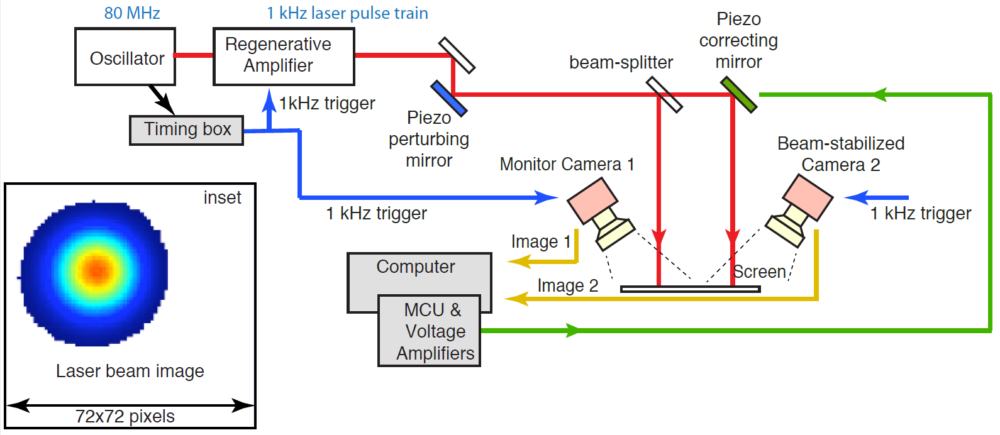 80 MHz
1 kHz laser pulse train
Oscillator
Regenerative
Amplifier
Piezo
correcting
mirror
beam-splitter
1kHz trigger
Timing box
Piezo
perturbing
mirror
Monitor Camera 1
Beam-stabilized
Camera 2
inset
1 kHz trigger
1 kHz trigger
Image 1
Computer
Screen
Image 2
MCU &
Voltage
Amplifiers
Laser beam image
72x72 pixels